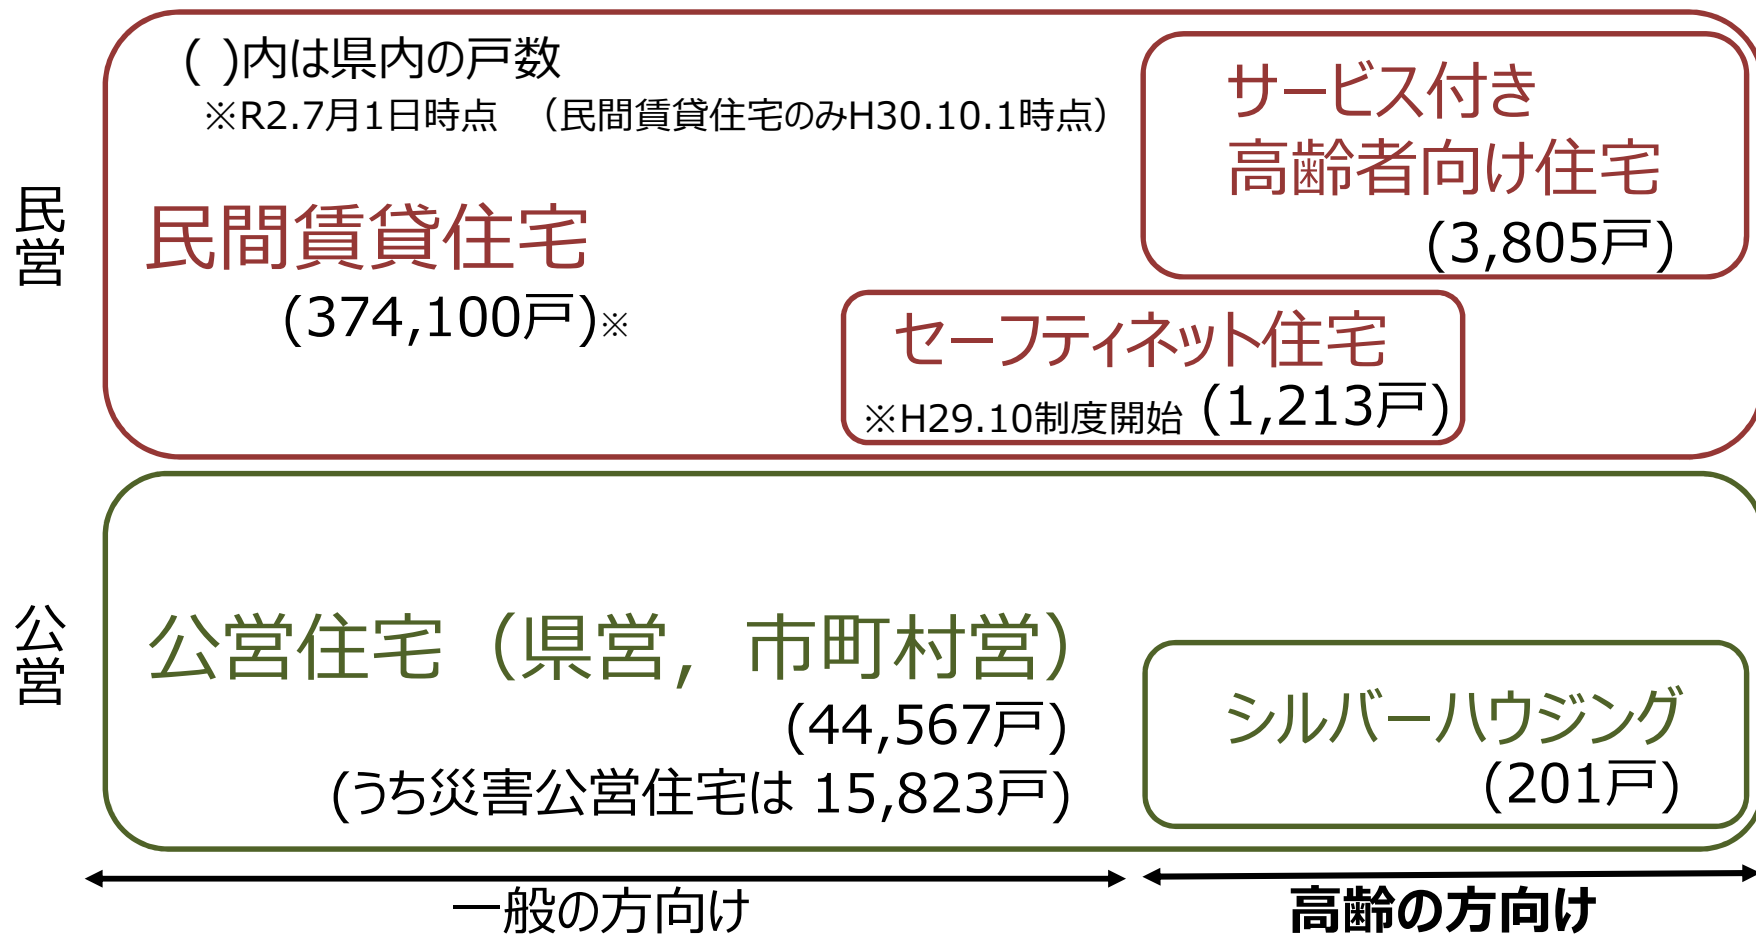 ( )内は県内の戸数
※R2.7月1日時点 （民間賃貸住宅のみH30.10.1時点）
民営
民間賃貸住宅
(374,100戸)※
サービス付き
高齢者向け住宅
(3,805戸)
セーフティネット住宅
※H29.10制度開始 (1,213戸)
公営
公営住宅（県営，市町村営）
(44,567戸)
(うち災害公営住宅は 15,823戸)
シルバーハウジング
(201戸)
一般の方向け
高齢の方向け